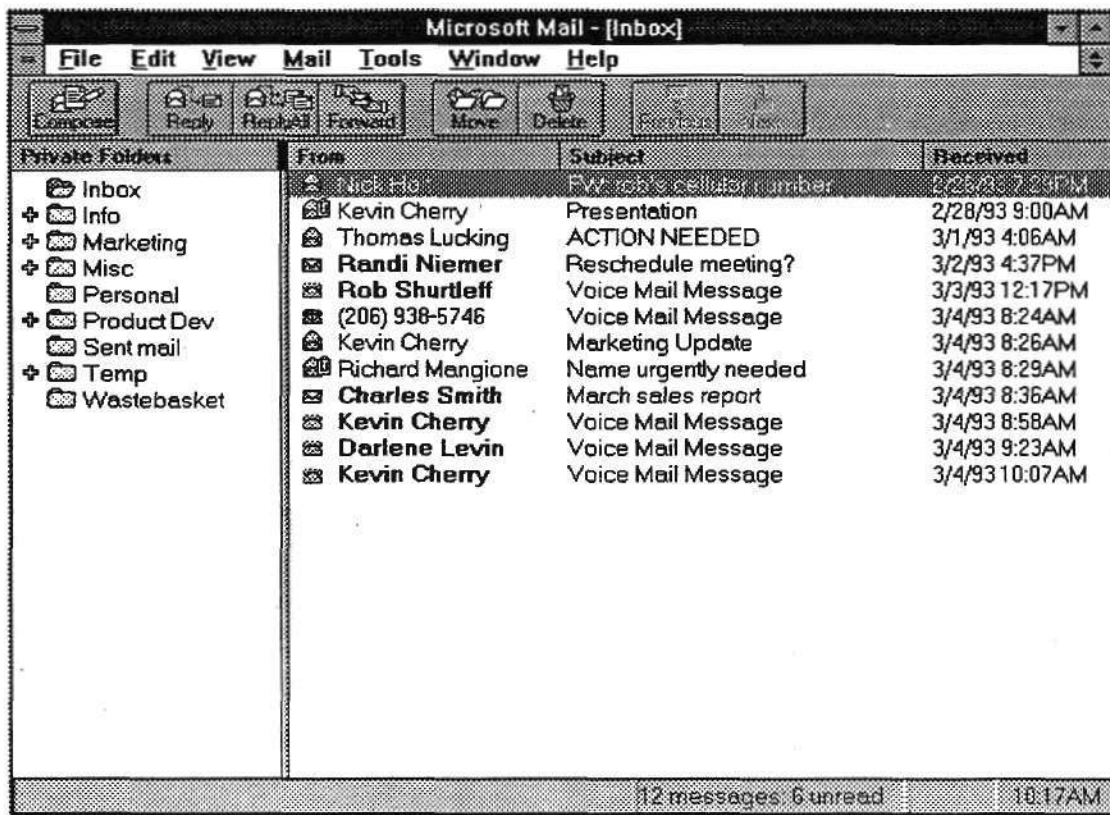 Microsoft Mail - [Inbox]
File Edit View Mail Tools Window Help
Compose Reply ReplyAll Forward Move Delete Previous
Private Folders From Subject Received
Inbox
Info
Marketing
Misc
Personal
Product Dev
Sent mail
Temp
Wastebasket
FW: rob's cellular number
Kevin Cherry Presentation 2/28/93 9:00AM
Thomas Lucking ACTION NEEDED 3/1/93 4:06AM
Randi Niemer Reschedule meeting? 3/2/93 4:37PM
Rob Shurtleff Voice Mail Message 3/3/93 12:17PM
(206) 938-5746 Voice Mail Message 3/4/93 8:24AM
Kevin Cherry Marketing Update 3/4/93 8:26AM
Richard Mangione Name urgently needed 3/4/93 8:29AM
Charles Smith March sales report 3/4/93 8:36AM
Kevin Cherry Voice Mail Message 3/4/93 8:58AM
Darlene Levin Voice Mail Message 3/4/93 9:23AM
Kevin Cherry Voice Mail Message 3/4/93 10:07AM
12 messages; 6 unread 10:17AM